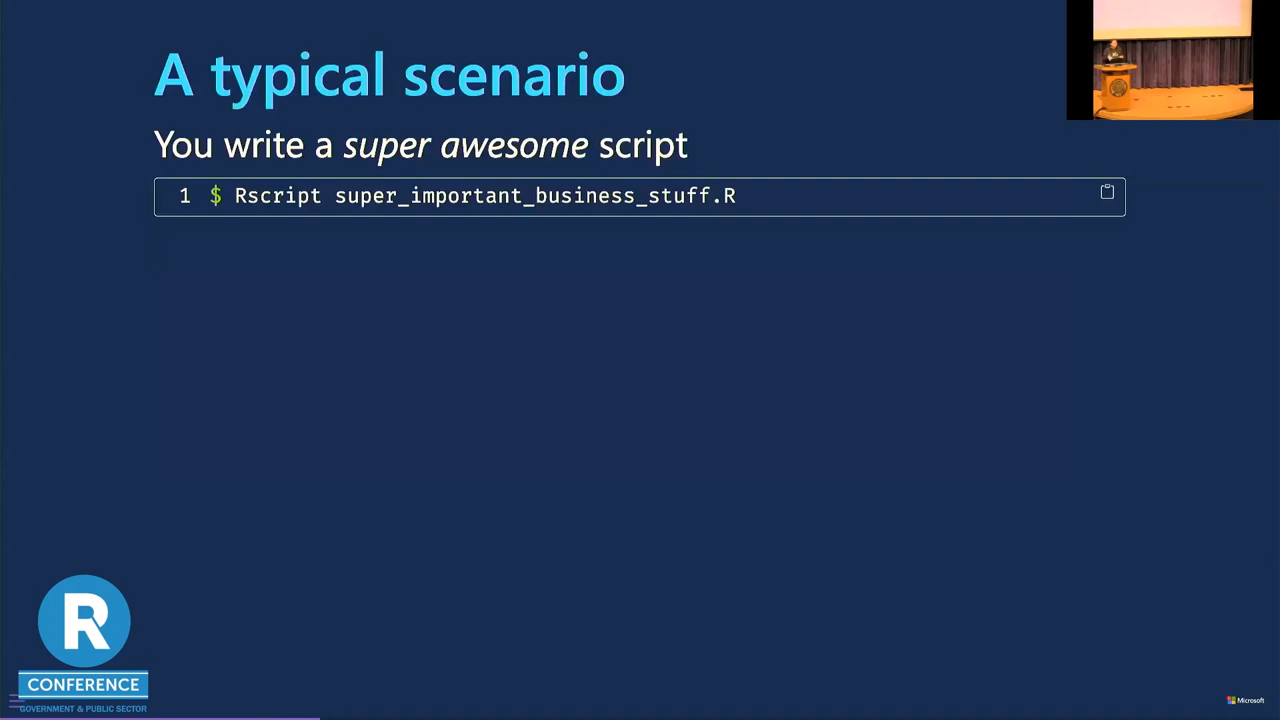 A typical scenario
You write a super awesome script
1 $ Rscript super_important_business_stuff.R
R
CONFERENCE
GOVERNMENT & PUBLIC SECTOR
Microsoft